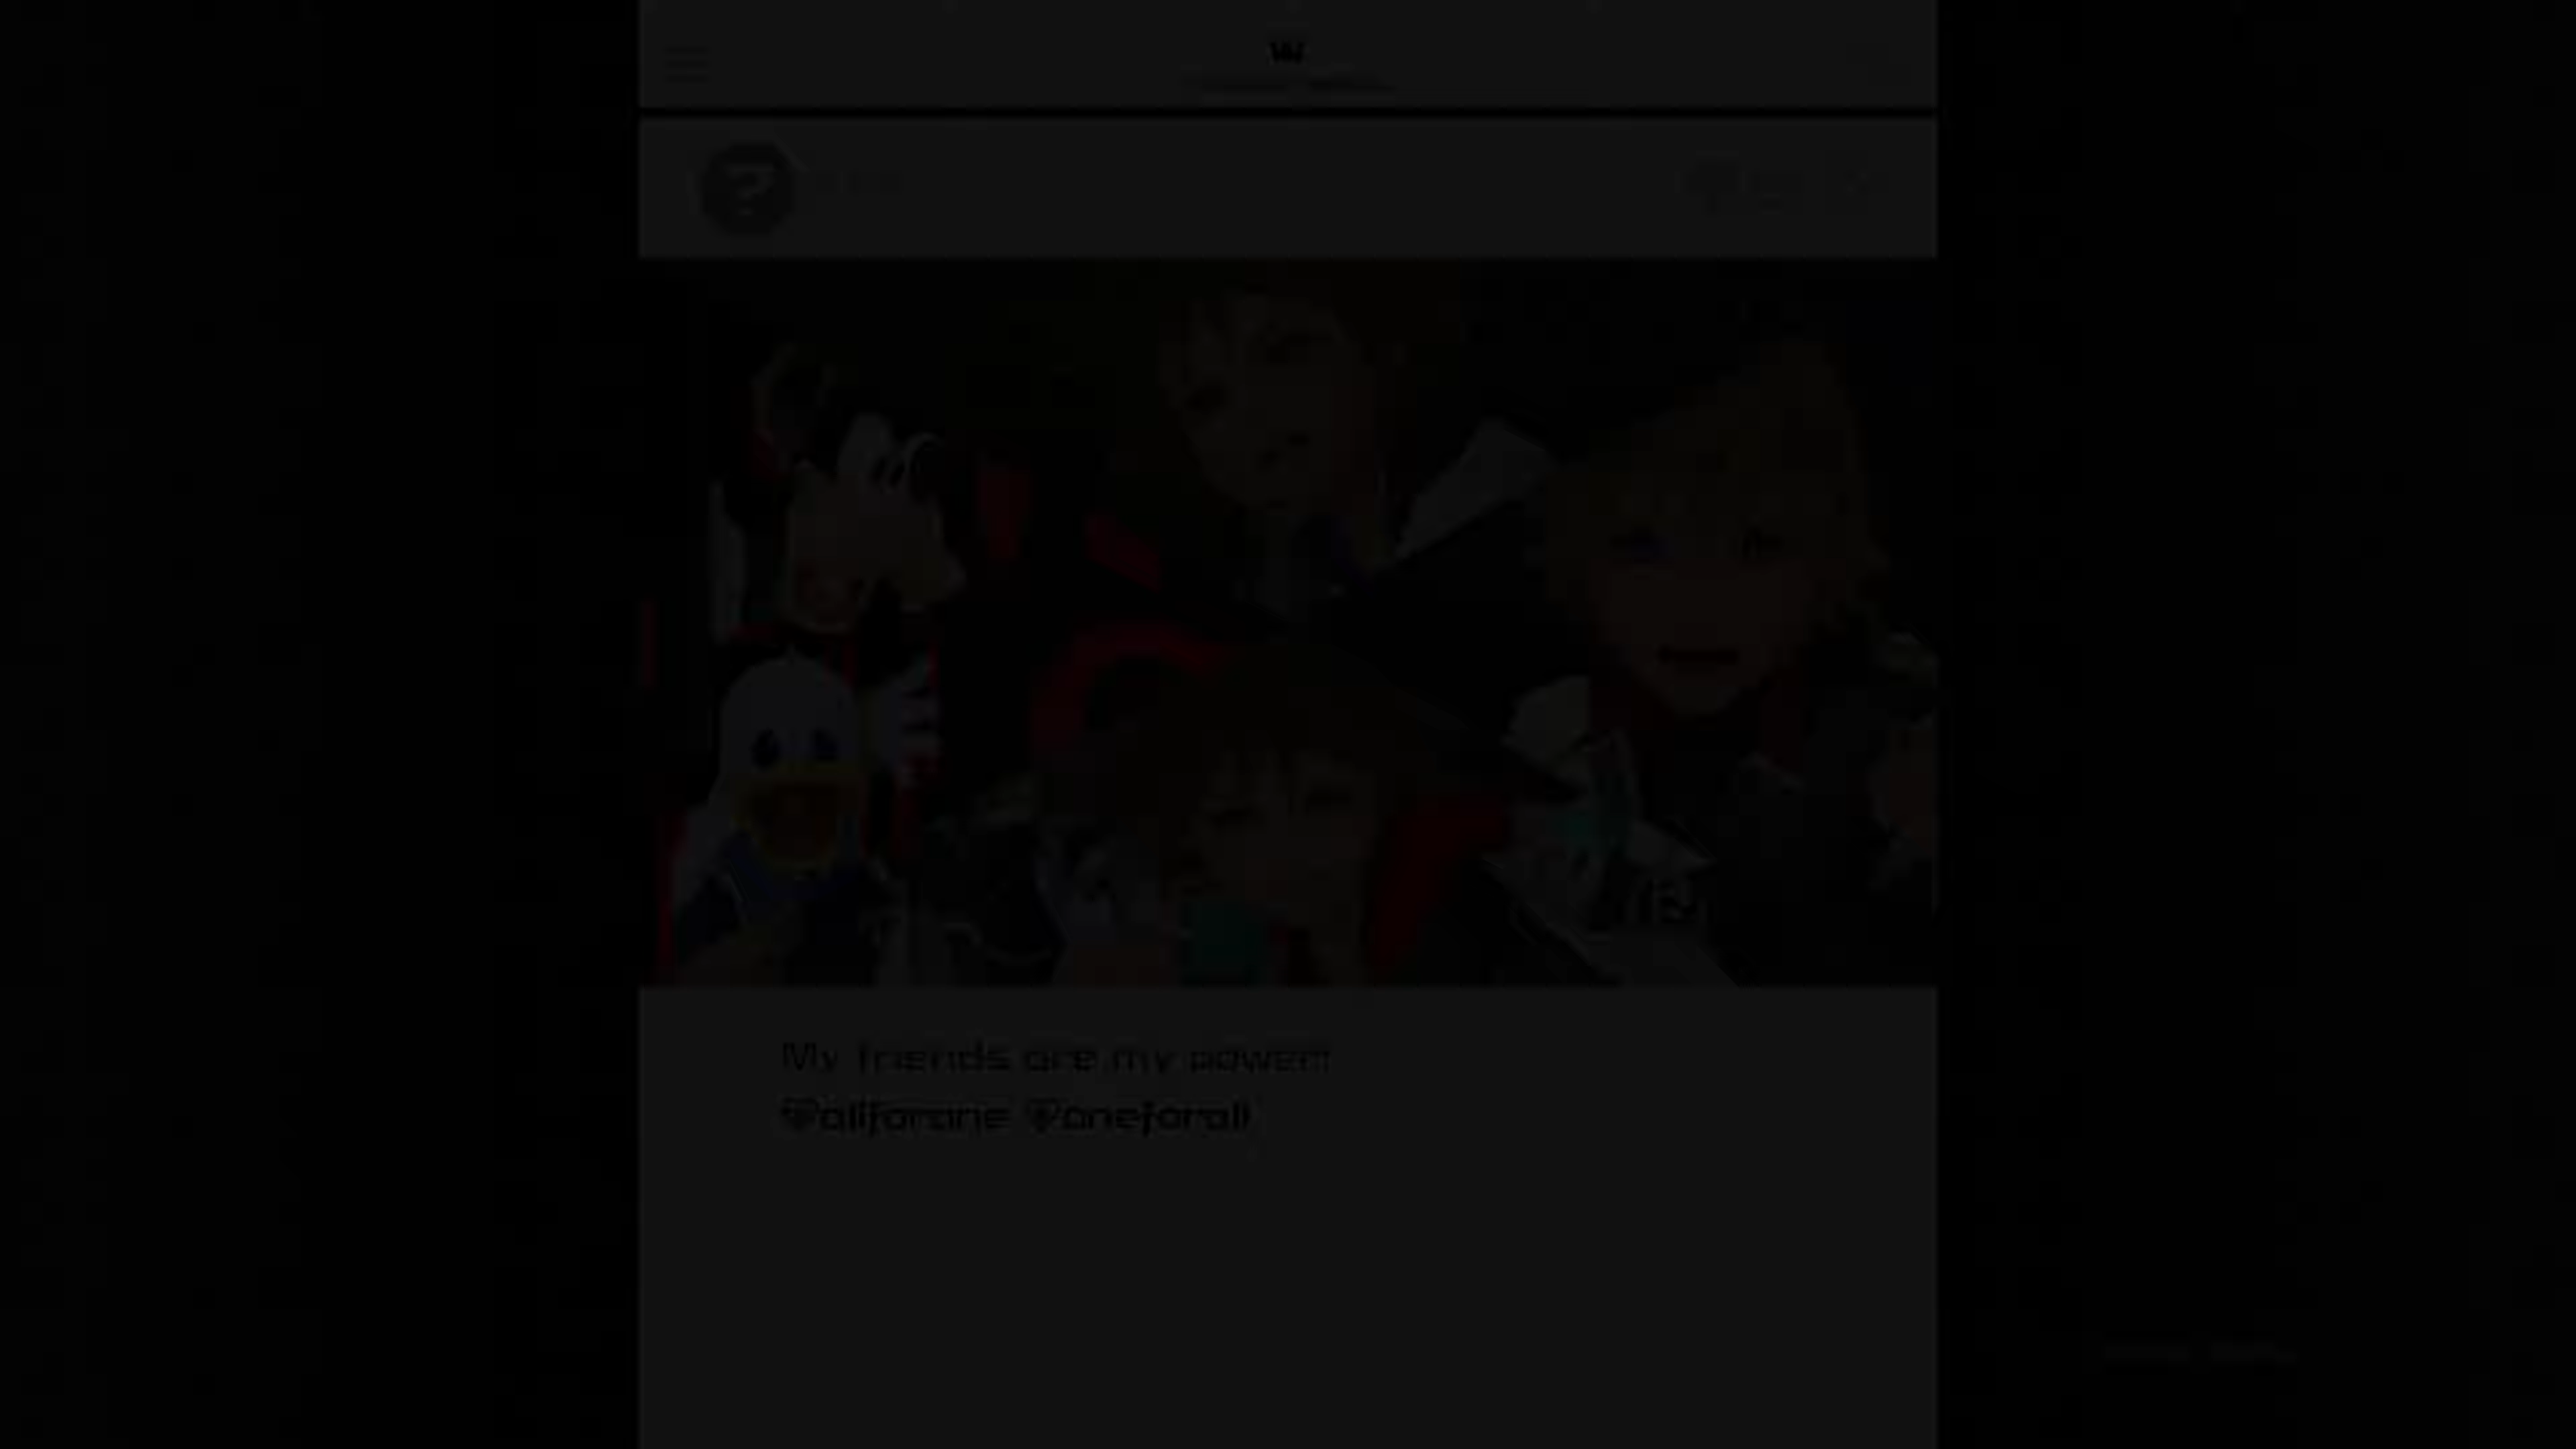 W
?
My friends are my power!!
♥allforone ♥oneforall